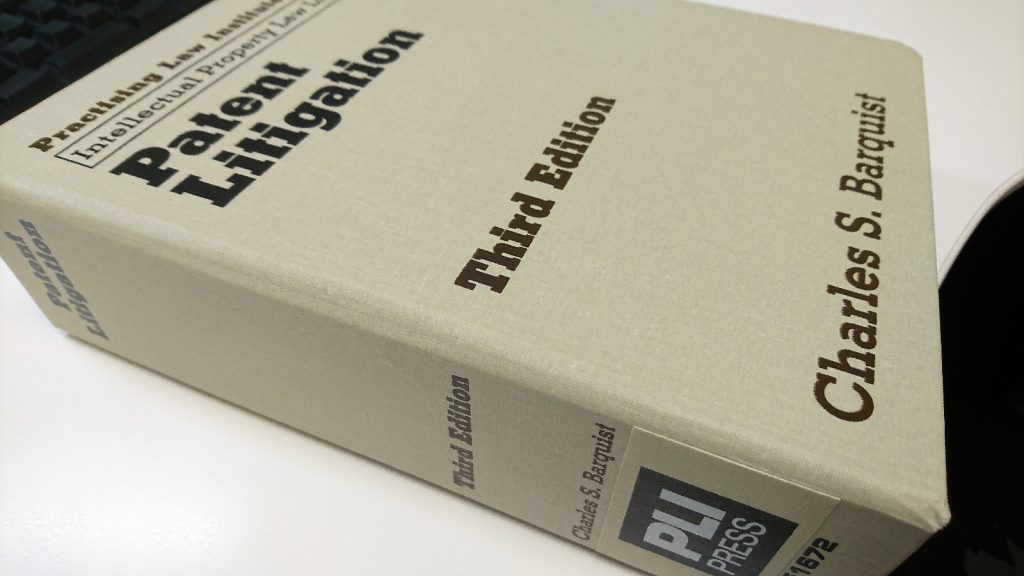 Practising Law Institute
Intellectual Property Law
Patent
Litigation
Third Edition
Charles S. Barquist
Patent
Litigation
Third Edition
Charles S. Barquist
PLI
PRESS